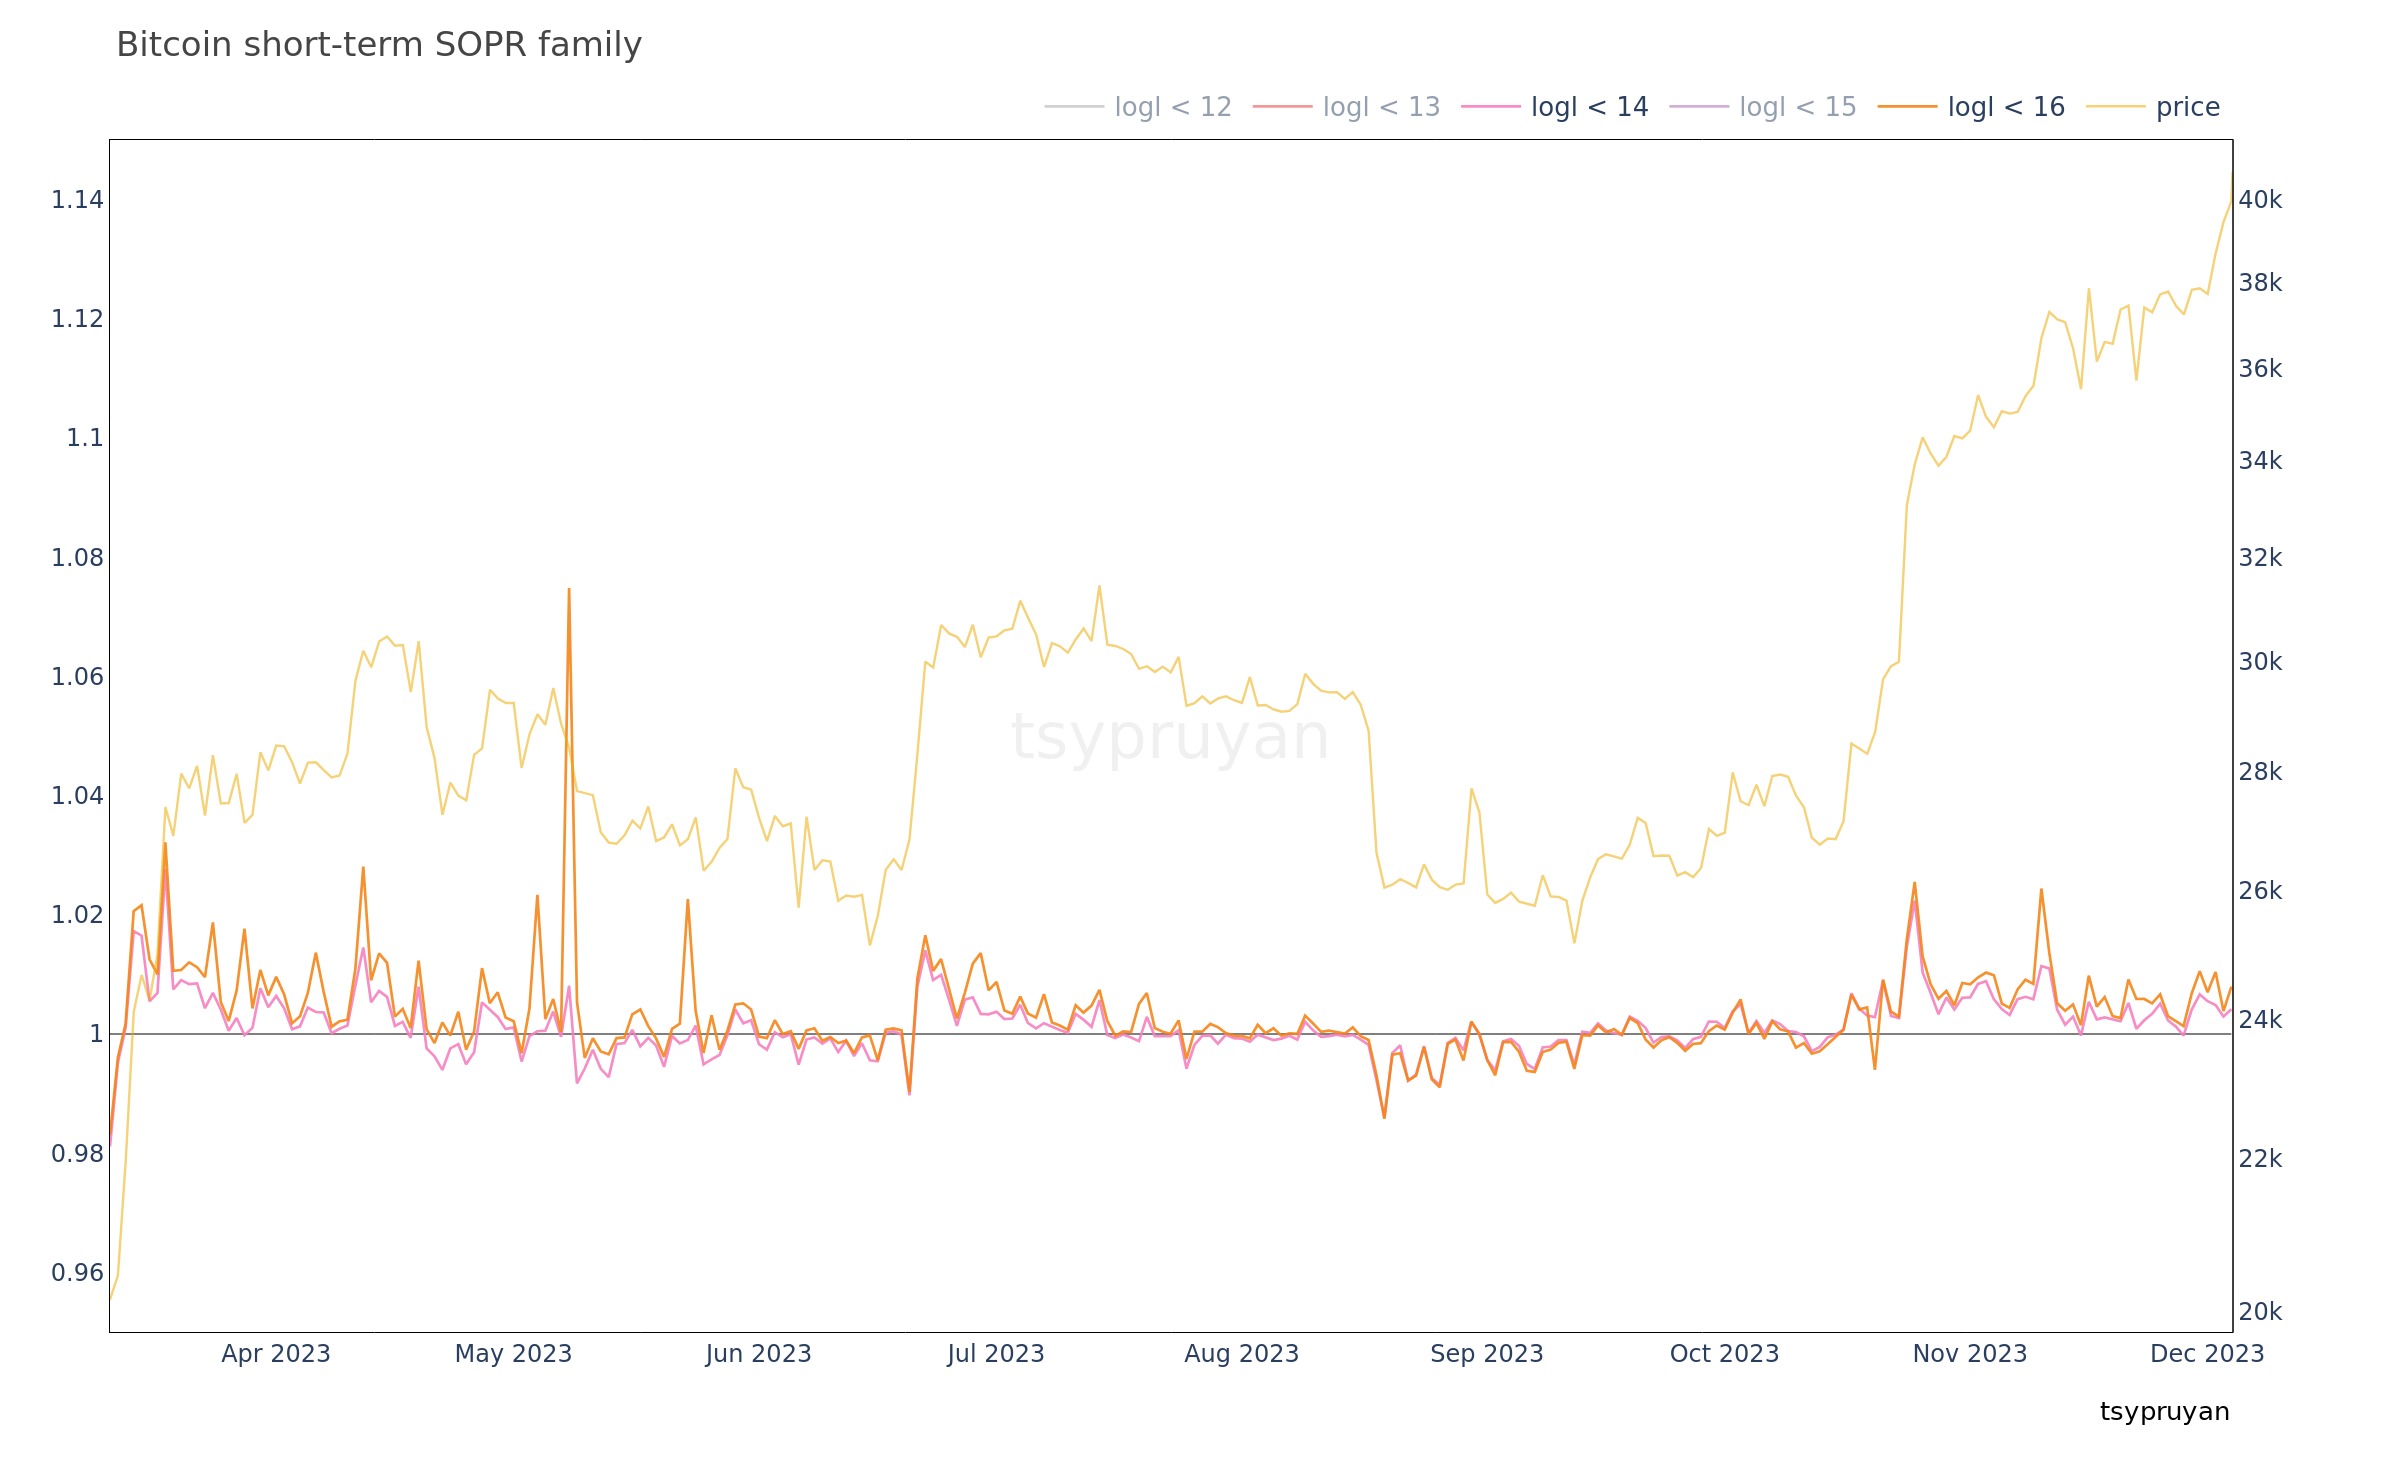 Bitcoin short-term SOPR family
logl < 12 logl < 13 logl < 14 logl < 15 logl < 16 price
1.14 40k
38k
1.12
36k
1.1
34k
1.08 32k
1.06 30k
tsypruyan
1.04 28k
1.02 26k
1 24k
0.98 22k
0.96
20k
Apr 2023 May 2023 Jun 2023 Jul 2023 Aug 2023 Sep 2023 Oct 2023 Nov 2023 Dec 2023
tsypruyan